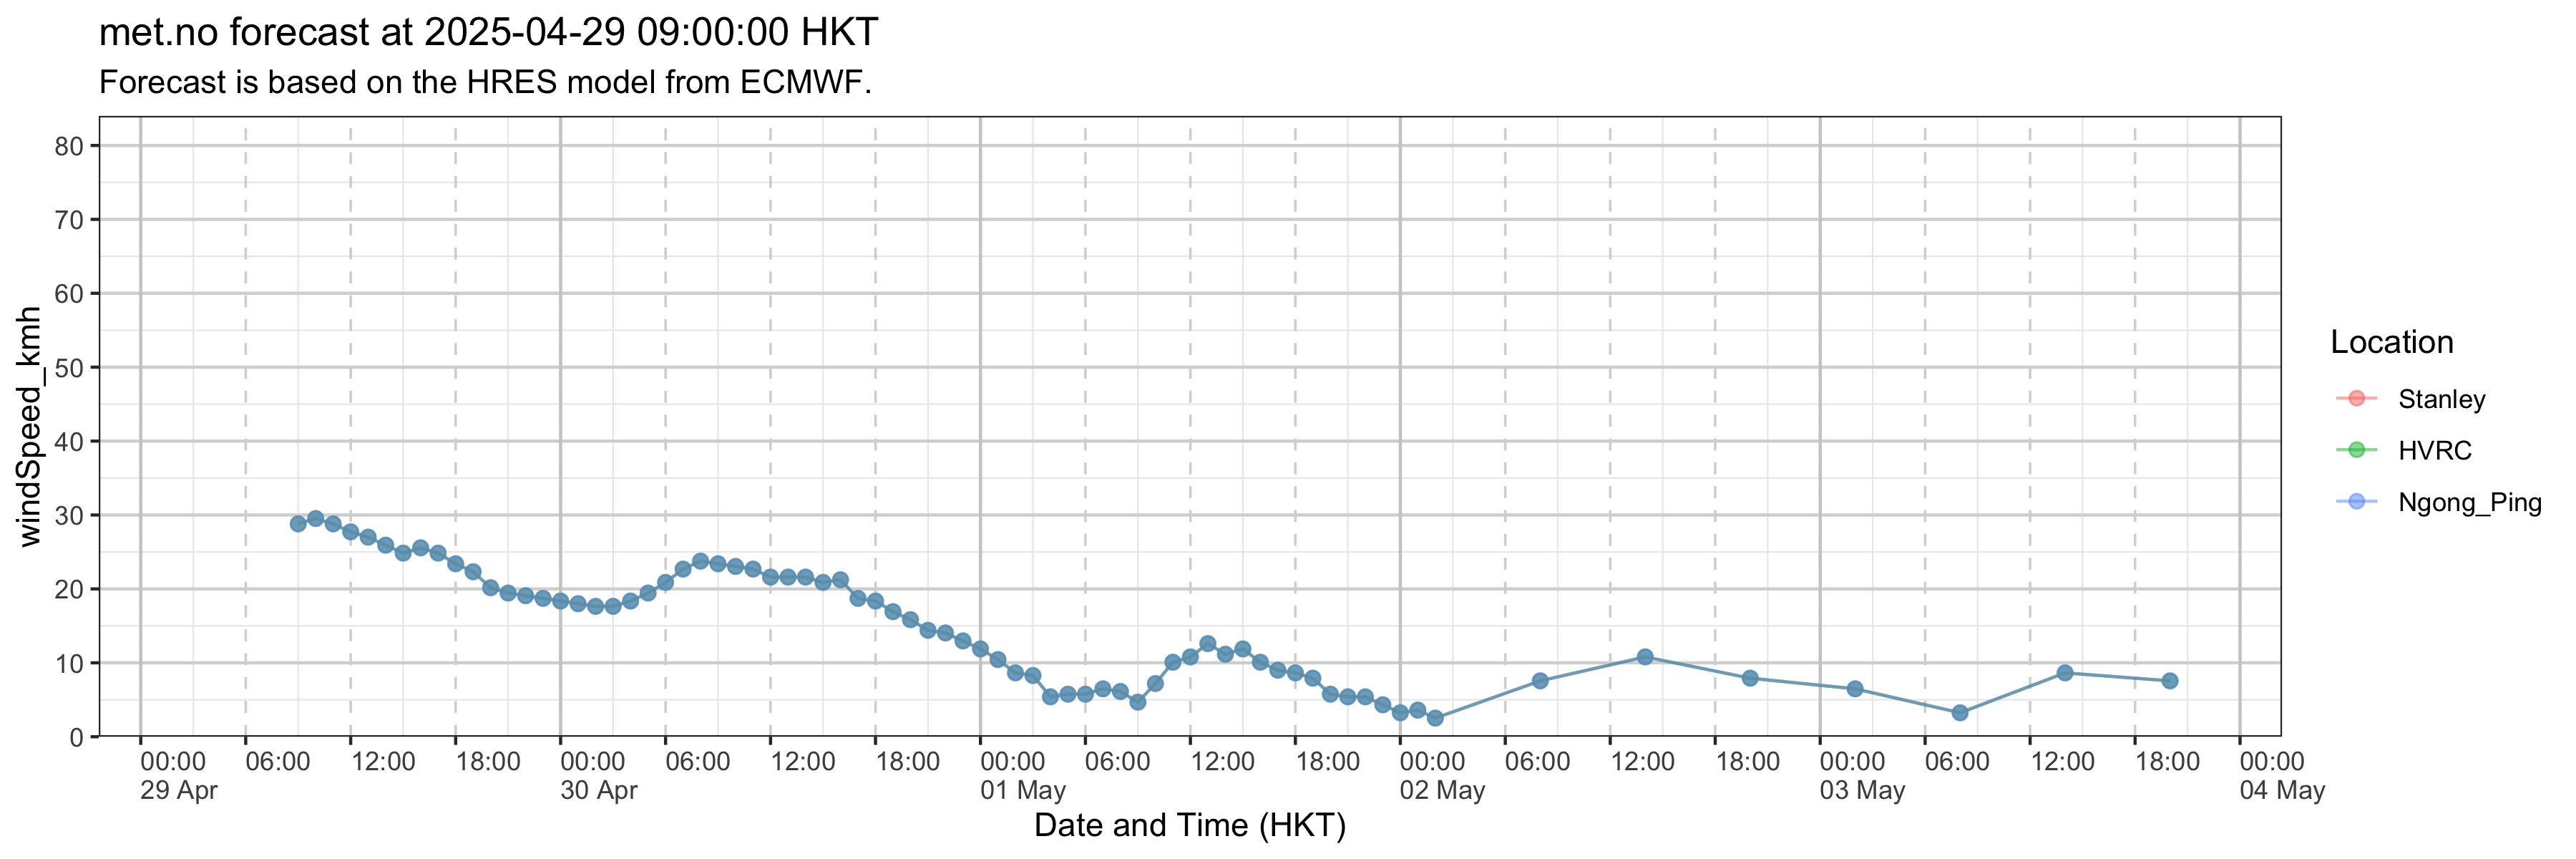 met.no forecast at 2025-04-29 09:00:00 HKT
Forecast is based on the HRES model from ECMWF.
windSpeed_kmh
80
70
60
50
40
30
20
10
0
00:00 06:00 12:00 18:00 00:00 06:00 12:00 18:00 00:00 06:00 12:00 18:00 00:00 06:00 12:00 18:00 00:00 06:00 12:00 18:00 00:00
29 Apr 30 Apr 01 May 02 May 03 May 04 May
Date and Time (HKT)
Location
Stanley
HVRC
Ngong_Ping